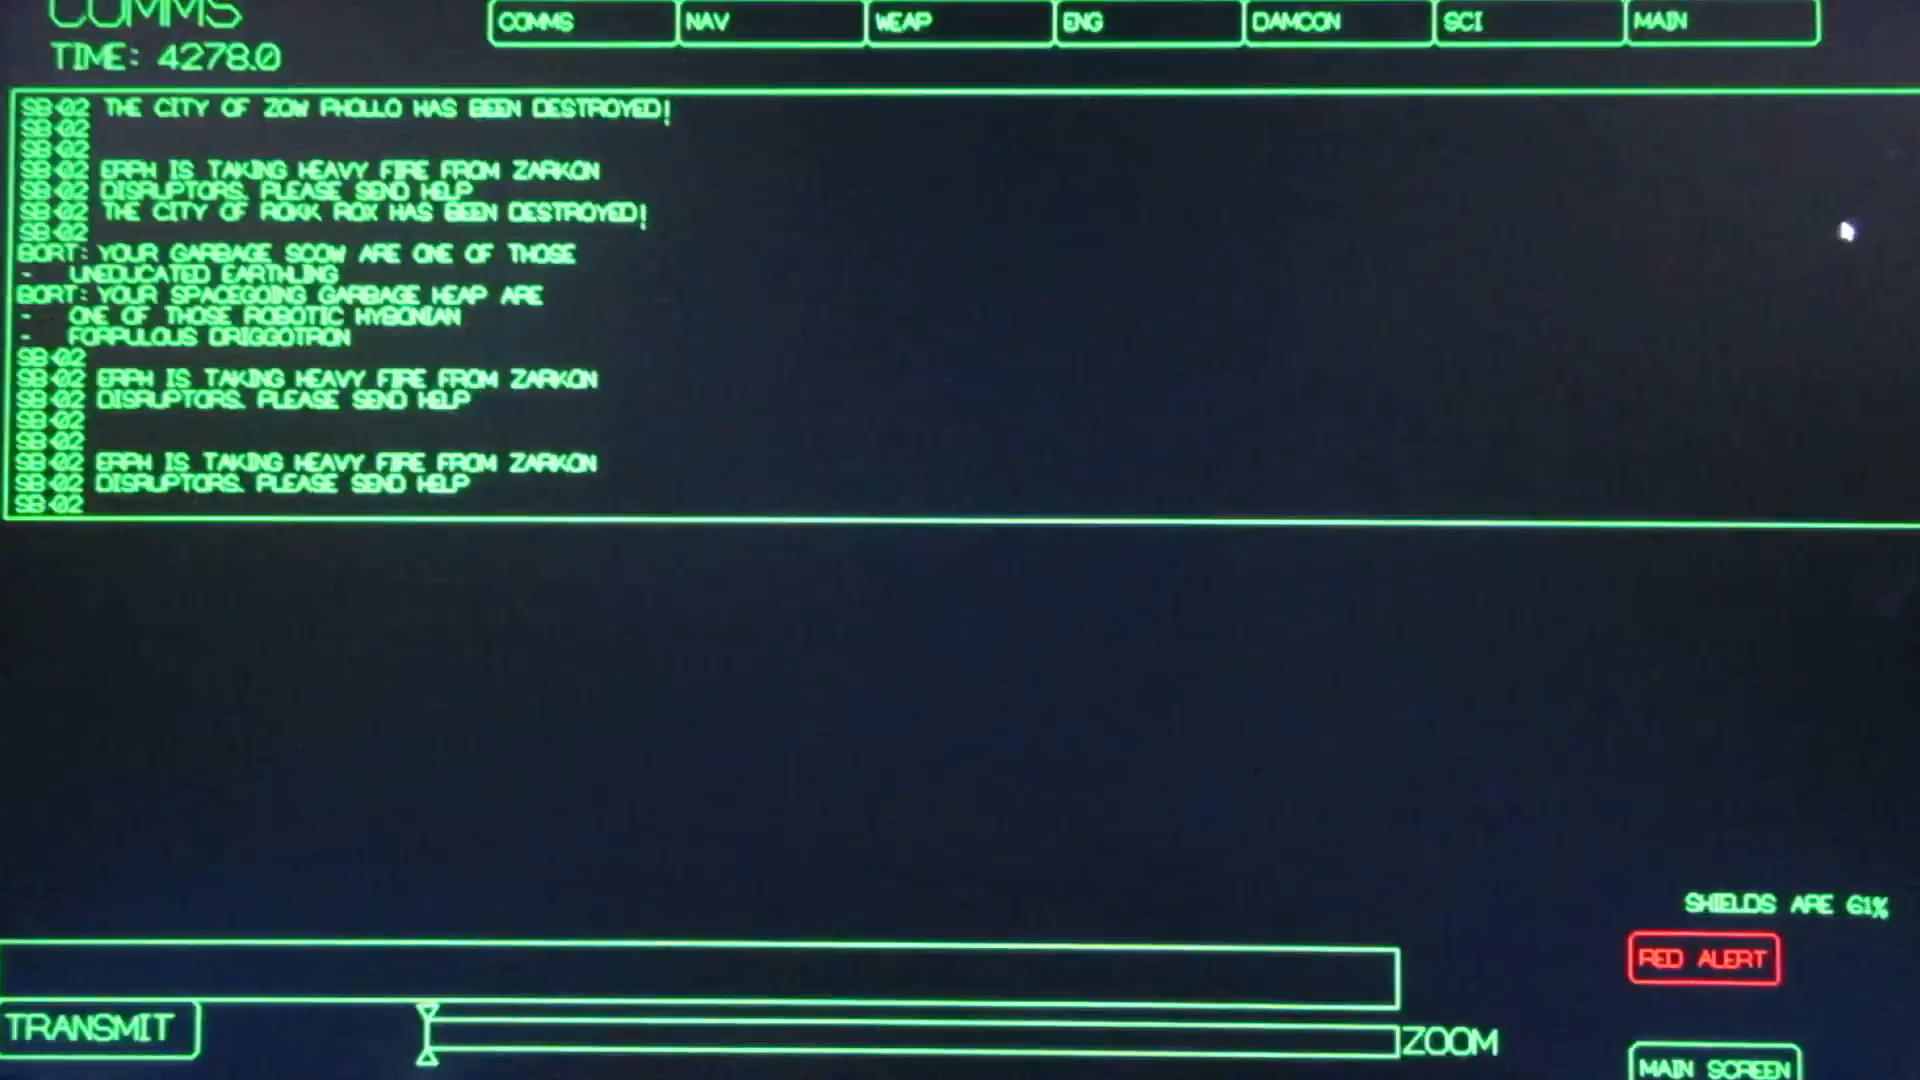 COMMS
TIME: 4278.0
COMMS NAV WEAP ENG DAMCON SCI MAIN
SB-02 THE CITY OF ZOW PHOLLO HAS BEEN DESTROYED!
SB-02
SB-02
SB-02 ERPH IS TAKING HEAVY FIRE FROM ZARKON
SB-02 DISRUPTORS. PLEASE SEND HELP
SB-02 THE CITY OF ROKK ROX HAS BEEN DESTROYED!
SB-02
BORT: YOUR GARBAGE SCOW ARE ONE OF THOSE
- UNEDUCATED EARTHLING
BORT: YOUR SPACEGOING GARBAGE HEAP ARE
- ONE OF THOSE ROBOTIC HYBONIAN
- FORPULOUS DRIGGOTRON
SB-02
SB-02 ERPH IS TAKING HEAVY FIRE FROM ZARKON
SB-02 DISRUPTORS. PLEASE SEND HELP
SB-02
SB-02
SB-02 ERPH IS TAKING HEAVY FIRE FROM ZARKON
SB-02 DISRUPTORS. PLEASE SEND HELP
SB-02
SHIELDS ARE 61%
RED ALERT
TRANSMIT
ZOOM
MAIN SCREEN